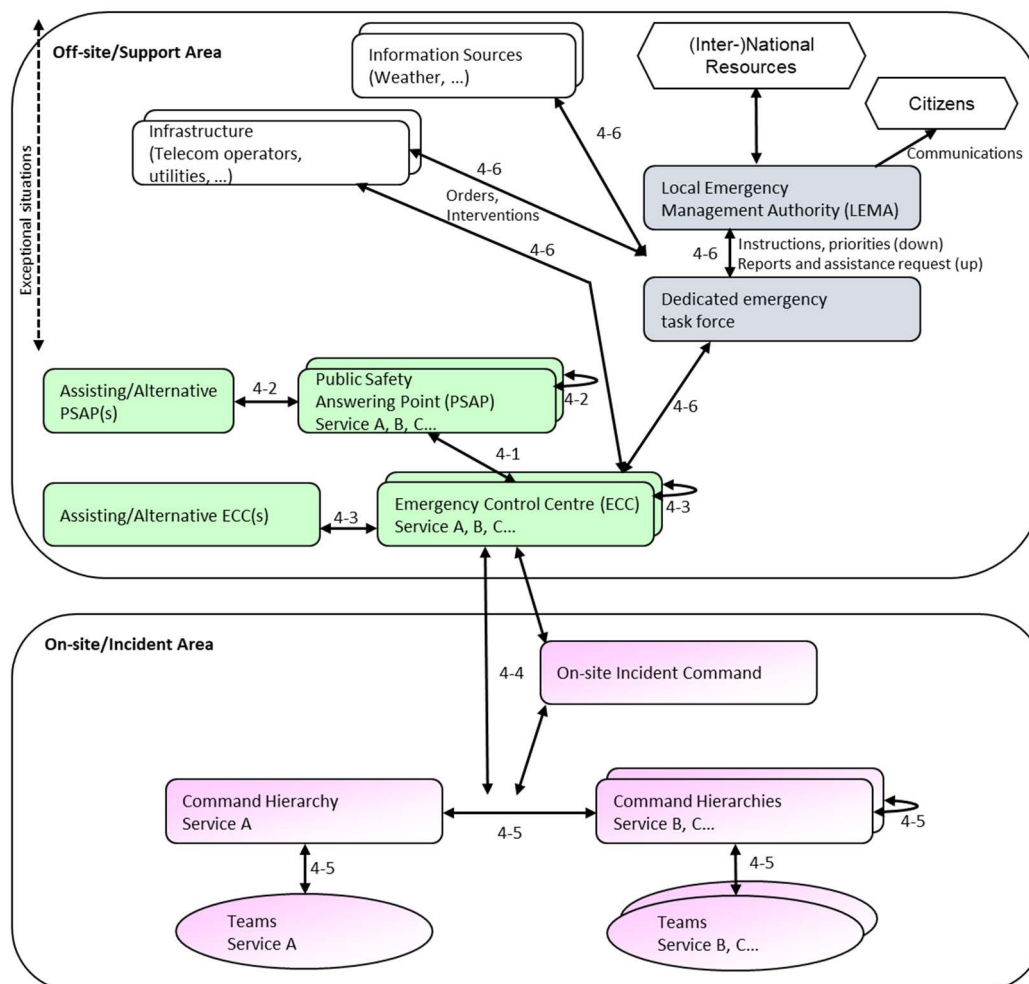 Off-site/Support Area
Exceptional situations
Information Sources
(Weather, ...)
(Inter-)National
Resources
Citizens
Communications
Infrastructure
(Telecom operators,
utilities, ...)
4-6
4-6
Orders,
Interventions
4-6
Local Emergency
Management Authority (LEMA)
4-6
Instructions, priorities (down)
Reports and assistance request (up)
Dedicated emergency
task force
4-6
Assisting/Alternative
PSAP(s)
4-2
Public Safety
Answering Point (PSAP)
Service A, B, C...
4-2
4-1
Assisting/Alternative ECC(s)
4-3
Emergency Control Centre (ECC)
Service A, B, C...
4-3
On-site/Incident Area
4-4
On-site Incident Command
Command Hierarchy
Service A
4-5
Command Hierarchies
Service B, C...
4-5
4-5
Teams
Service A
4-5
Teams
Service B, C...